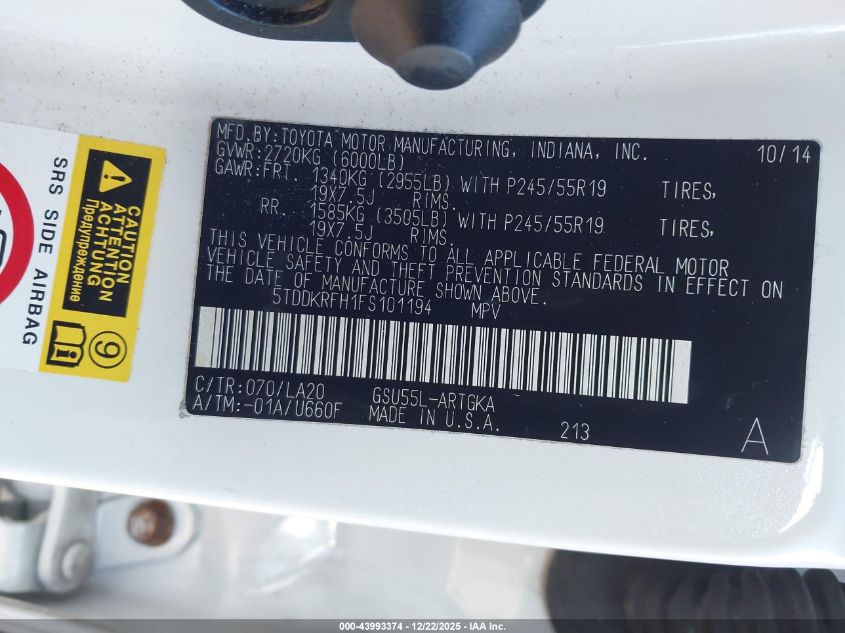 MFD.BY:TOYOTA MOTOR MANUFACTURING, INDIANA, INC. 10/14
GVWR:2720KG (6000LB)
GAWR:FRT. 1340KG (2955LB) WITH P245/55R19 TIRES,
19X7.5J RIMS.
RR. 1585KG (3505LB) WITH P245/55R19 TIRES,
19X7.5J RIMS.
THIS VEHICLE CONFORMS TO ALL APPLICABLE FEDERAL MOTOR
VEHICLE SAFETY AND THEFT PREVENTION STANDARDS IN EFFECT ON
THE DATE OF MANUFACTURE SHOWN ABOVE.
5TDDKRFH1FS101194 MPV
C/TR:070/LA20 GSU55L-ARTGKA
A/TM:-01A/U660F MADE IN U.S.A. 213 A
SRS SIDE AIRBAG
CAUTION
ATTENTION
ACHTUNG
Предупреждение
9
000-43993374 | 12/22/2025 - IAA Inc.